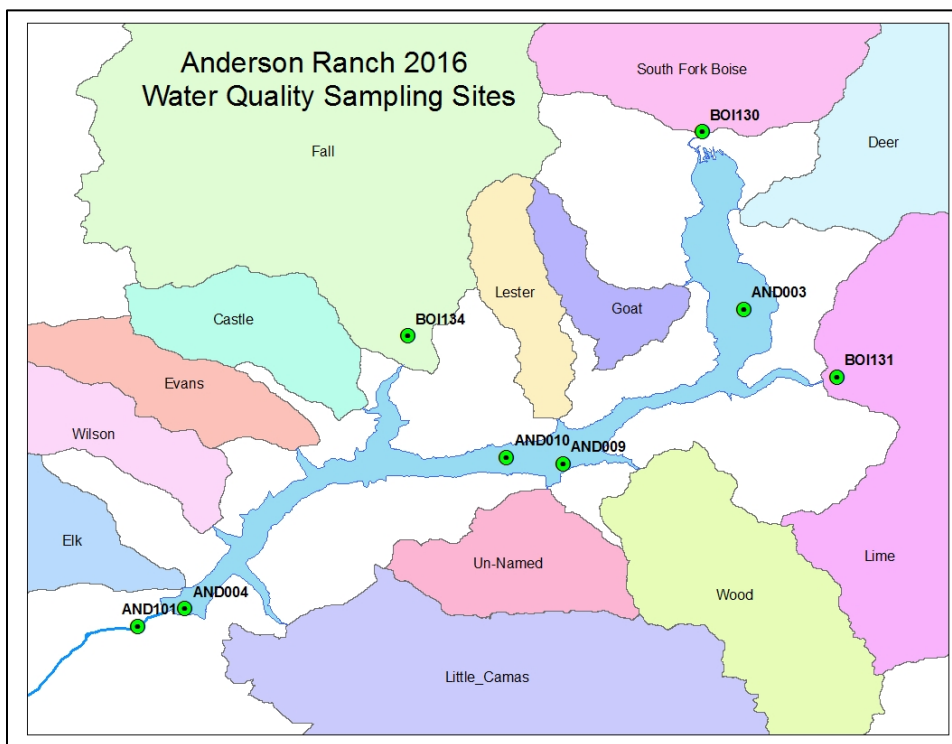 Anderson Ranch 2016
Water Quality Sampling Sites
South Fork Boise
BOI130
Deer
Fall
Lester
Goat
AND003
Castle
BOI134
BOI131
Evans
Wilson
AND010
AND009
Elk
Un-Named
Lime
Wood
AND004
AND101
Little_Camas